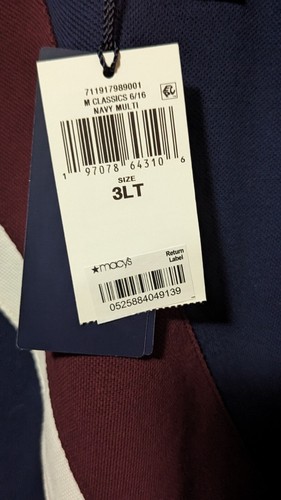 711917989001
M CLASSICS 6/16
NAVY MULTI
1 97078 64310 6
SIZE
3LT
★macy's
Return
Label
0525884049139